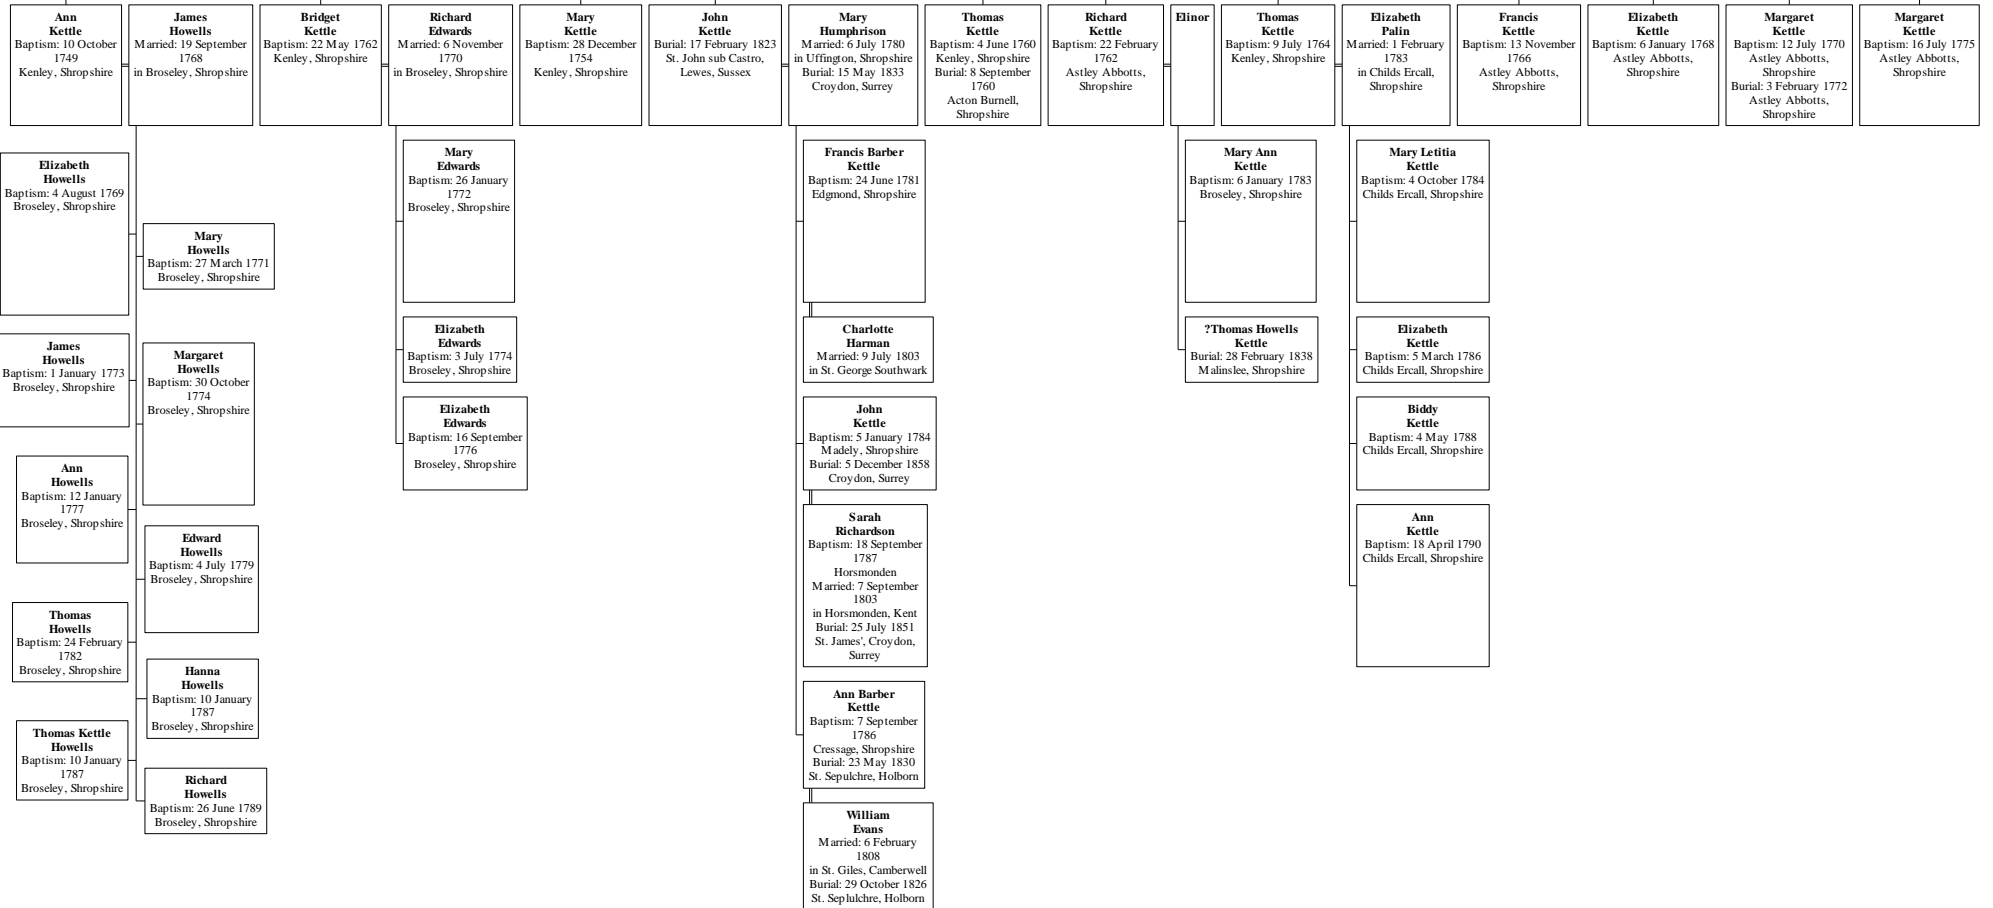 Ann
Kettle
Baptism: 10 October
1749
Kenley, Shropshire
James
Howells
Married: 19 September
1768
in Broseley, Shropshire
Bridget
Kettle
Baptism: 22 May 1762
Kenley, Shropshire
Richard
Edwards
Married: 6 November
1770
in Broseley, Shropshire
Mary
Kettle
Baptism: 28 December
1754
Kenley, Shropshire
John
Kettle
Burial: 17 February 1823
St. John sub Castro,
Lewes, Sussex
Mary
Humphrison
Married: 6 July 1780
in Uffington, Shropshire
Burial: 15 May 1833
Croydon, Surrey
Thomas
Kettle
Baptism: 4 June 1760
Kenley, Shropshire
Burial: 8 September
1760
Acton Burnell,
Shropshire
Richard
Kettle
Baptism: 22 February
1762
Astley Abbotts,
Shropshire
Elinor
Thomas
Kettle
Baptism: 9 July 1764
Kenley, Shropshire
Elizabeth
Palin
Married: 1 February
1783
in Childs Ercall,
Shropshire
Francis
Kettle
Baptism: 13 November
1766
Astley Abbotts,
Shropshire
Elizabeth
Kettle
Baptism: 6 January 1768
Astley Abbotts,
Shropshire
Margaret
Kettle
Baptism: 12 July 1770
Astley Abbotts,
Shropshire
Burial: 3 February 1772
Astley Abbotts,
Shropshire
Margaret
Kettle
Baptism: 16 July 1775
Astley Abbotts,
Shropshire
Elizabeth
Howells
Baptism: 4 August 1769
Broseley, Shropshire
Mary
Howells
Baptism: 27 March 1771
Broseley, Shropshire
James
Howells
Baptism: 1 January 1773
Broseley, Shropshire
Margaret
Howells
Baptism: 30 October
1774
Broseley, Shropshire
Ann
Howells
Baptism: 12 January
1777
Broseley, Shropshire
Edward
Howells
Baptism: 4 July 1779
Broseley, Shropshire
Thomas
Howells
Baptism: 24 February
1782
Broseley, Shropshire
Hanna
Howells
Baptism: 10 January
1787
Broseley, Shropshire
Thomas Kettle
Howells
Baptism: 10 January
1787
Broseley, Shropshire
Richard
Howells
Baptism: 26 June 1789
Broseley, Shropshire
Mary
Edwards
Baptism: 26 January
1772
Broseley, Shropshire
Elizabeth
Edwards
Baptism: 3 July 1774
Broseley, Shropshire
Elizabeth
Edwards
Baptism: 16 September
1776
Broseley, Shropshire
Francis Barber
Kettle
Baptism: 24 June 1781
Edgmond, Shropshire
Charlotte
Harman
Married: 9 July 1803
in St. George Southwark
John
Kettle
Baptism: 5 January 1784
Madely, Shropshire
Burial: 5 December 1858
Croydon, Surrey
Sarah
Richardson
Baptism: 18 September
1787
Horsmonden
Married: 7 September
1803
in Horsmonden, Kent
Burial: 25 July 1851
St. James', Croydon,
Surrey
Ann Barber
Kettle
Baptism: 7 September
1786
Cressage, Shropshire
Burial: 23 May 1830
St. Sepulchre, Holborn
William
Evans
Married: 6 February
1808
in St. Giles, Camberwell
Burial: 29 October 1826
St. Seplulchre, Holborn
Mary Ann
Kettle
Baptism: 6 January 1783
Broseley, Shropshire
?Thomas Howells
Kettle
Burial: 28 February 1838
Malinslee, Shropshire
Mary Letitia
Kettle
Baptism: 4 October 1784
Childs Ercall, Shropshire
Elizabeth
Kettle
Baptism: 5 March 1786
Childs Ercall, Shropshire
Biddy
Kettle
Baptism: 4 May 1788
Childs Ercall, Shropshire
Ann
Kettle
Baptism: 18 April 1790
Childs Ercall, Shropshire